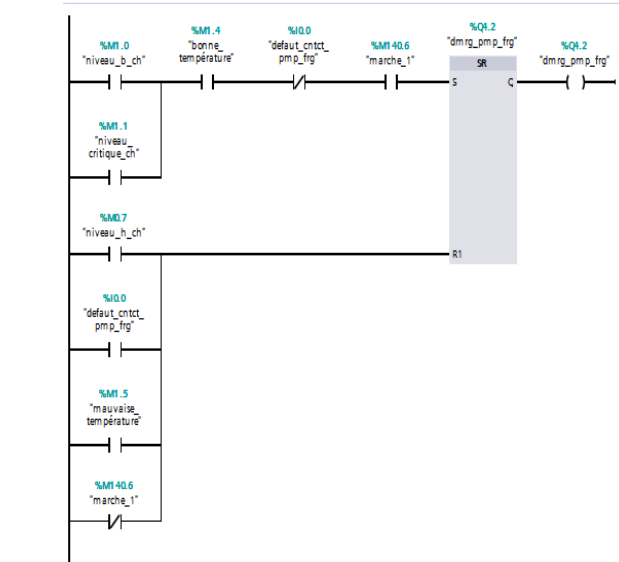 %M1.0
"niveau_b_ch"
%M1.4
"bonne_
température"
%I0.0
"defaut_cntct_
pmp_frg"
%M140.6
"marche_1"
%Q4.2
"dmrg_pmp_frg"
SR
S
Q
%Q4.2
"dmrg_pmp_frg"
%M1.1
"niveau_
critique_ch"
%M0.7
"niveau_h_ch"
R1
%I0.0
"defaut_cntct_
pmp_frg"
%M1.5
"mauvaise_
température"
%M140.6
"marche_1"